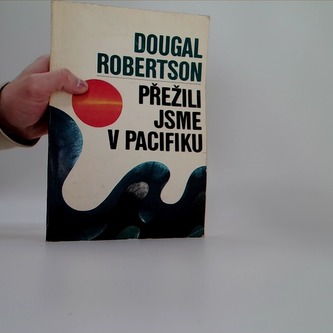 DOUGAL
ROBERTSON
PŘEŽILI
JSME
V PACIFIKU